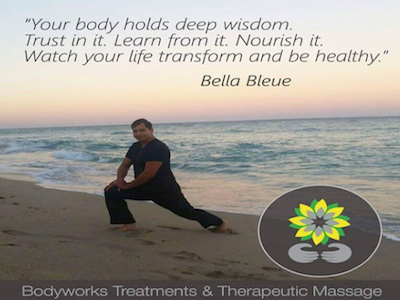 "Your body holds deep wisdom.
Trust in it. Learn from it. Nourish it.
Watch your life transform and be healthy."
Bella Bleue
Bodyworks Treatments & Therapeutic Massage